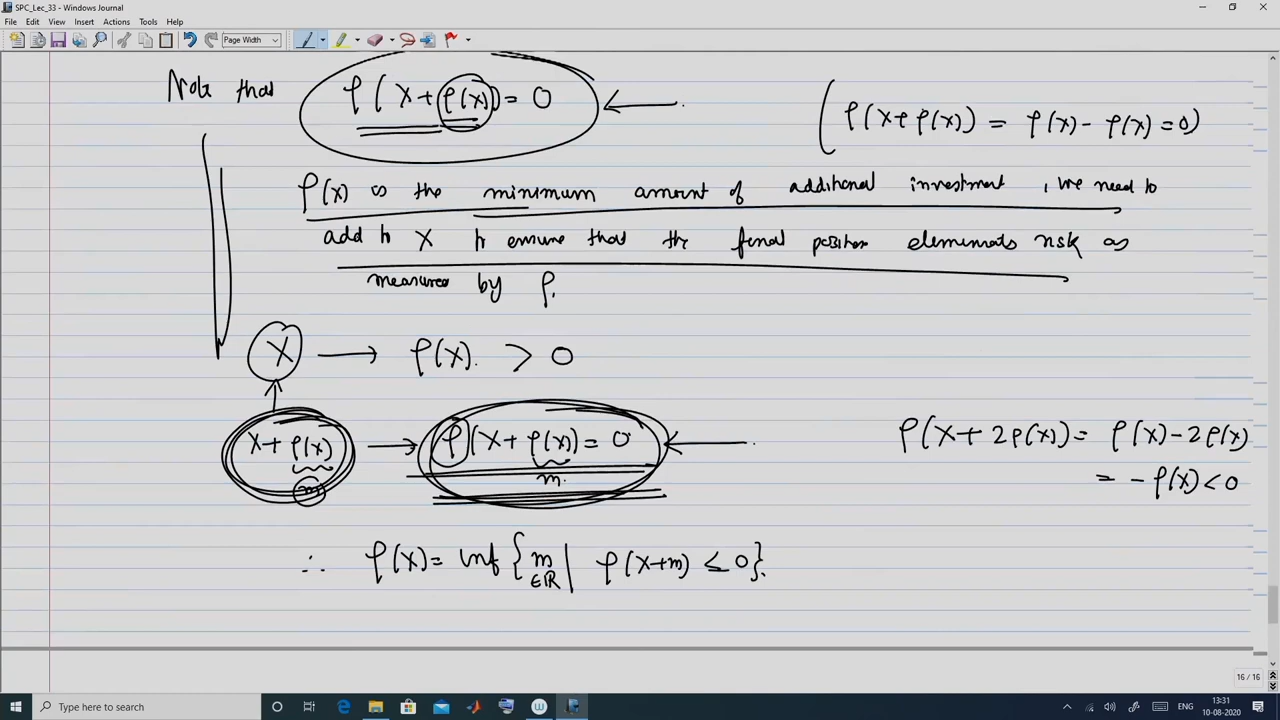 SPC_Lec_33 - Windows Journal
File Edit View Insert Actions Tools Help
Page Width
Note that ρ(X+ρ(X)) = 0 (ρ(X+ρ(X)) = ρ(X) - ρ(X) = 0)
ρ(X) is the minimum amount of additional investment, we need to
add to X to ensure that the final position eliminates risk as
measured by ρ.
X → ρ(X). > 0
X+ρ(X) → ρ(X+ρ(X)) = 0 ρ(X+2ρ(X)) = ρ(X) - 2ρ(X)
m m. = -ρ(X) < 0
∴ ρ(X) = inf {m ∈ℝ | ρ(X+m) ≤ 0}.
16 / 16
Type here to search
ENG
13:31
10-08-2020